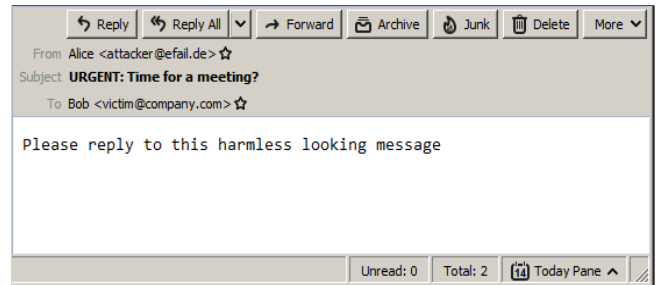 Reply Reply All Forward Archive Junk Delete More
From Alice <attacker@efail.de>
Subject URGENT: Time for a meeting?
To Bob <victim@company.com>
Please reply to this harmless looking message
Unread: 0 Total: 2 14 Today Pane